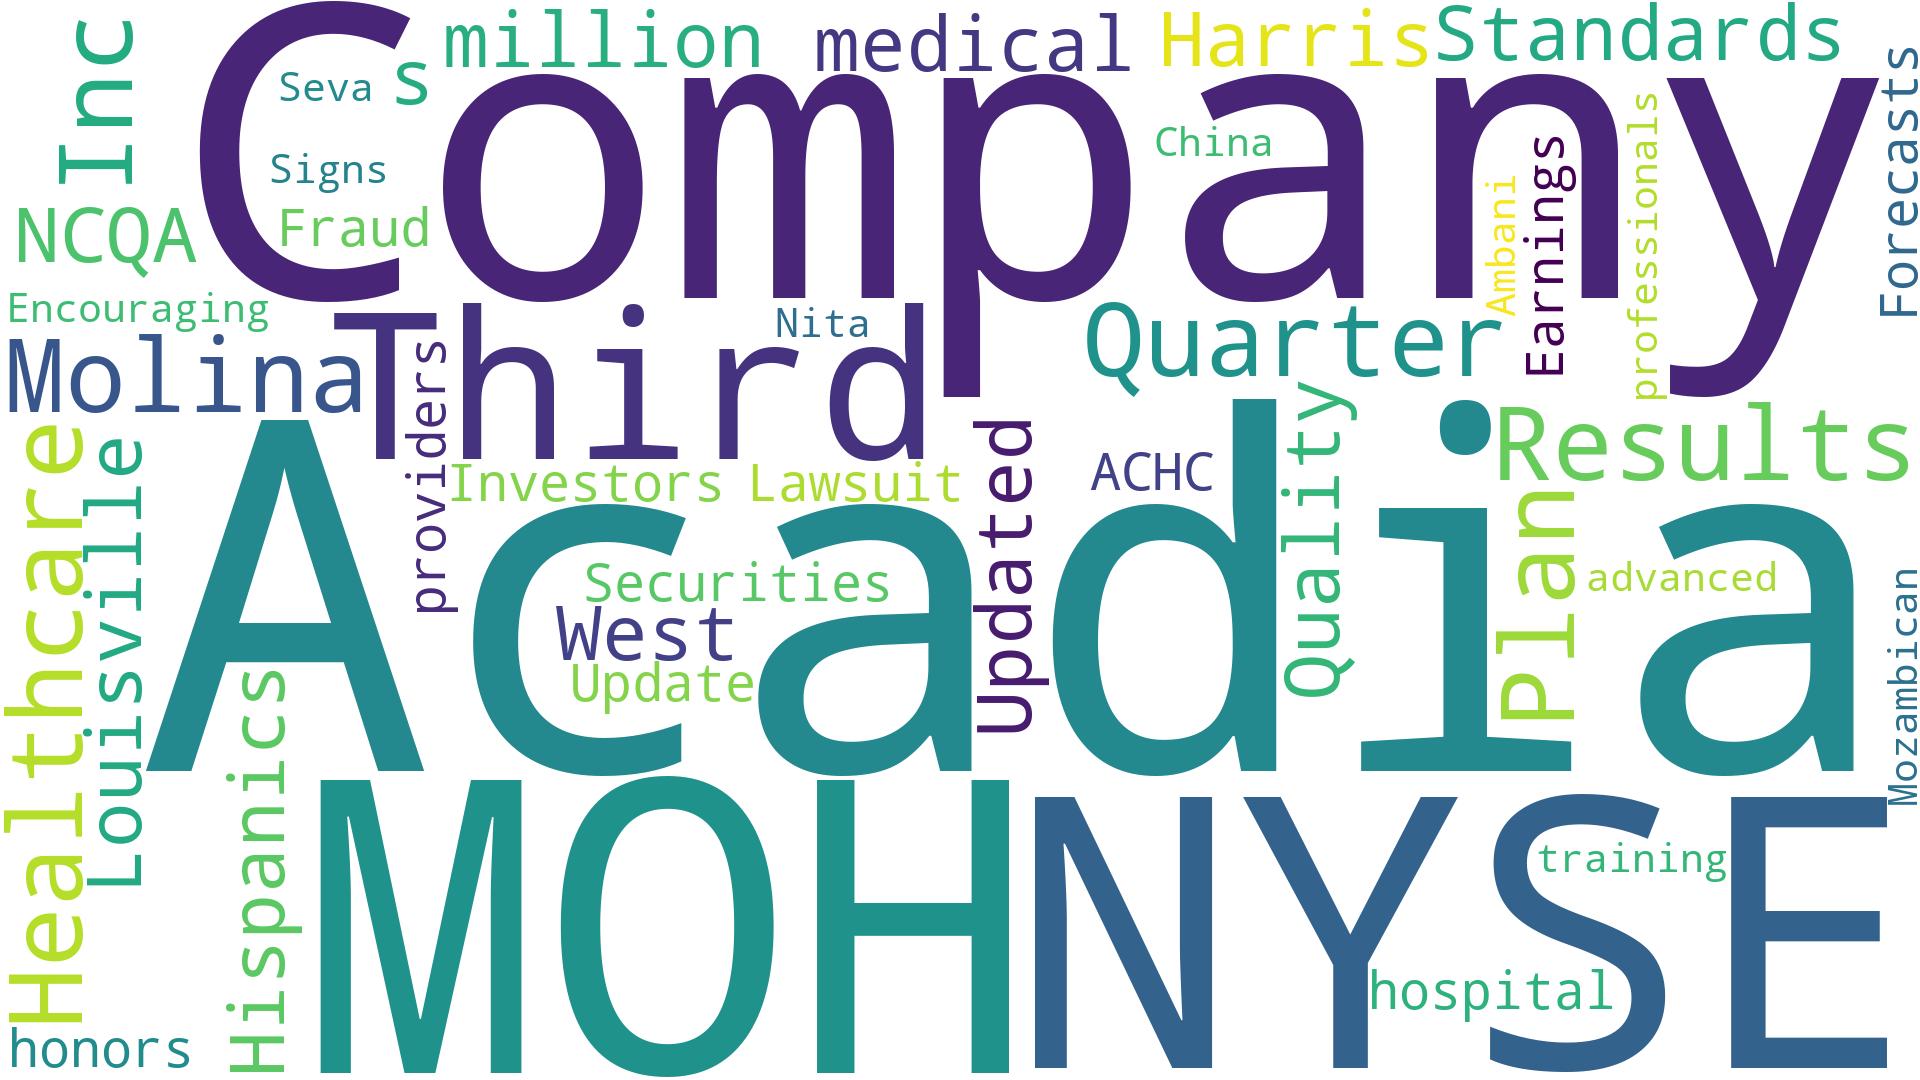 Inc
Company
million
medical
Harris
Standards
Seva
s
Signs
Fraud
China
Ambani
Earnings
professionals
Forecasts
NCQA
Encouraging
Molina
Third
Nita
Quarter
providers
Investors
Lawsuit
Updated
ACHC
Quality
Results
Healthcare
Louisville
Acadia
Securities
West
Update
Plan
advanced
Mozambican
Hispanics
MOH
NYSE
training
hospital
honors